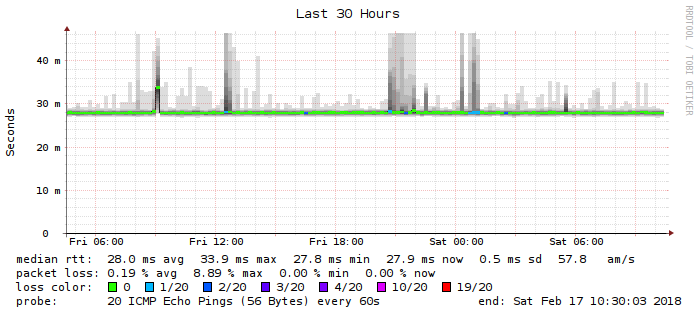 Last 30 Hours
RRDTOOL / TOBI OETIKER
Seconds
40 m
30 m
20 m
10 m
0
Fri 06:00 Fri 12:00 Fri 18:00 Sat 00:00 Sat 06:00
median rtt: 28.0 ms avg 33.9 ms max 27.8 ms min 27.9 ms now 0.5 ms sd 57.8 am/s
packet loss: 0.19 % avg 8.89 % max 0.00 % min 0.00 % now
loss color: 0 1/20 2/20 3/20 4/20 10/20 19/20
probe: 20 ICMP Echo Pings (56 Bytes) every 60s end: Sat Feb 17 10:30:03 2018